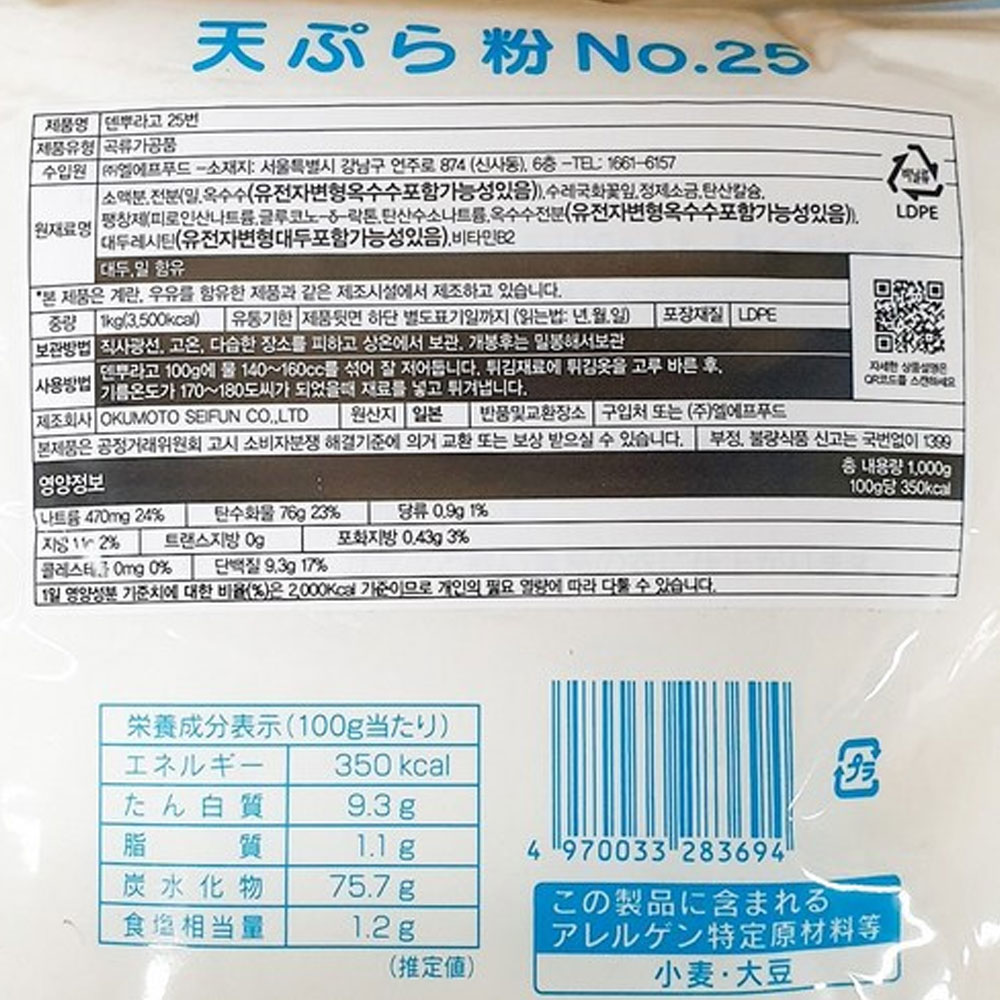 天ぷら粉No.25
제품명 덴뿌라고 25번
제품유형 곡류가공품
수입원 ㈜엘에프푸드 -소재지: 서울특별시 강남구 언주로 874 (신사동), 6층 -TEL: 1661-6157
원재료명 소맥분,전분(밀,옥수수(유전자변형옥수수포함가능성있음)),수레국화꽃잎,정제소금,탄산칼슘,
팽창제(피로인산나트륨,글루코노-δ-락톤,탄산수소나트륨,옥수수전분(유전자변형옥수수포함가능성있음)),
대두레시틴(유전자변형대두포함가능성있음),비타민B2
대두,밀 함유
비닐류
LDPE
*본 제품은 계란, 우유를 함유한 제품과 같은 제조시설에서 제조하고 있습니다.
중량 1kg(3,500kcal) 유통기한 제품뒷면 하단 별도표기일까지 (읽는법: 년,월,일) 포장재질 LDPE
보관방법 직사광선, 고온, 다습한 장소를 피하고 상온에서 보관, 개봉후는 밀봉해서보관
사용방법 덴뿌라고 100g에 물 140~160cc를 섞어 잘 저어둡니다. 튀김재료에 튀김옷을 고루 바른 후,
기름온도가 170~180도씨가 되었을때 재료를 넣고 튀겨냅니다.
자세한 상품설명은
QR코드를 스캔하세요
제조회사 OKUMOTO SEIFUN CO.,LTD 원산지 일본 반품및교환장소 구입처 또는 (주)엘에프푸드
본제품은 공정거래위원회 고시 소비자분쟁 해결기준에 의거 교환 또는 보상 받으실 수 있습니다. 부정, 불량식품 신고는 국번없이 1399
영양정보 총 내용량 1,000g
100g당 350kcal
나트륨 470mg 24% 탄수화물 76g 23% 당류 0.9g 1%
지방 2% 트랜스지방 0g 포화지방 0.43g 3%
0mg 0% 단백질 9.3g 17%
1일 영양성분 기준치에 대한 비율(%)은 2,000Kcal 기준이므로 개인의 필요 열량에 따라 다를 수 있습니다.
栄養成分表示(100g当たり)
エネルギー 350 kcal
たん白質 9.3 g
脂質 1.1 g
炭水化物 75.7 g
食塩相当量 1.2 g
(推定値)
4 970033 283694
プラ
この製品に含まれる
アレルゲン特定原材料等
小麦・大豆